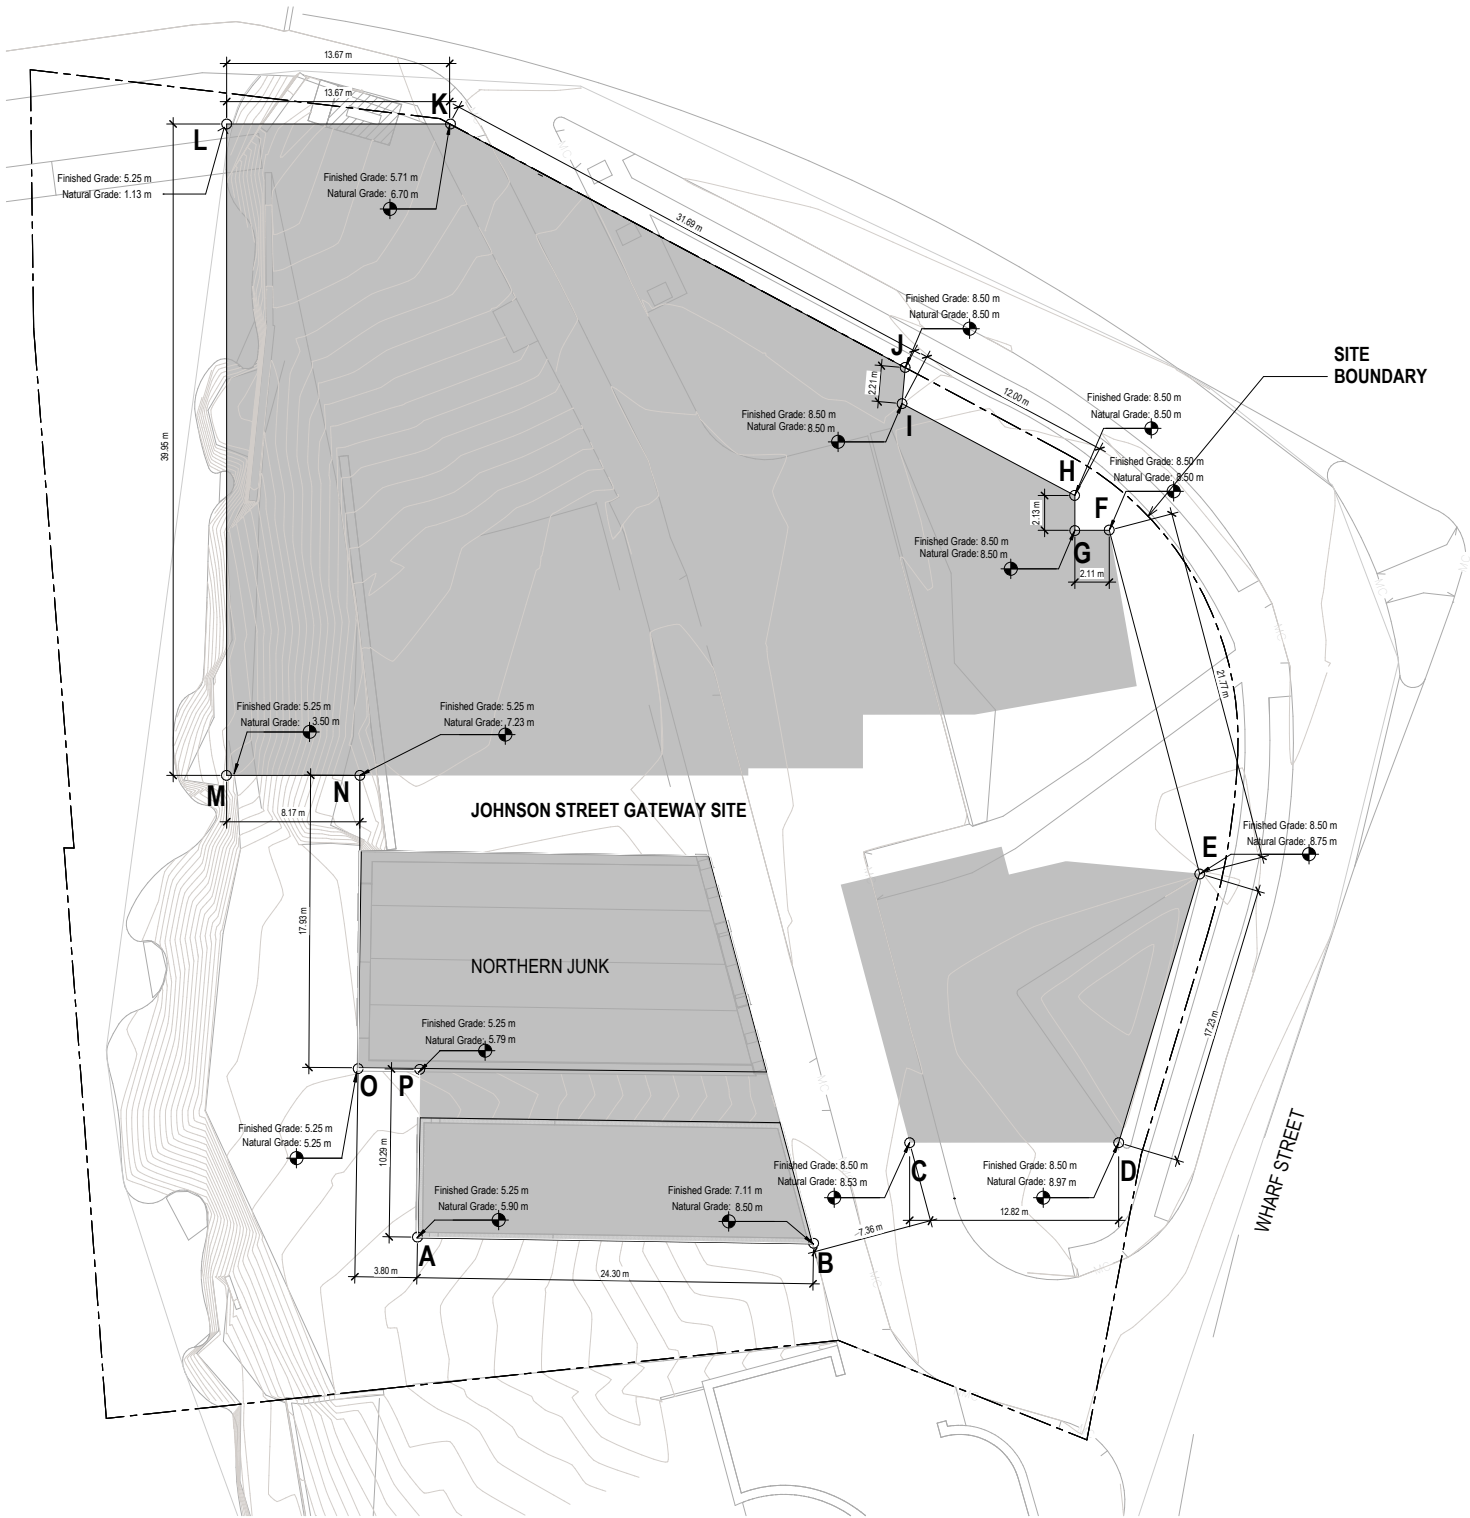 13.67 m
13.67 m
K
L
Finished Grade: 5.25 m
Natural Grade: 1.13 m
Finished Grade: 5.71 m
Natural Grade: 6.70 m
31.69 m
Finished Grade: 8.50 m
Natural Grade: 8.50 m
J
SITE
BOUNDARY
2.21 m
12.00 m
Finished Grade: 8.50 m
Natural Grade: 8.50 m
Finished Grade: 8.50 m
Natural Grade: 8.50 m
I
39.95 m
H
Finished Grade: 8.50 m
Natural Grade: 8.50 m
F
2.13 m
Finished Grade: 8.50 m
Natural Grade: 8.50 m
G
2.11 m
21.77 m
Finished Grade: 5.25 m
Natural Grade: 3.50 m
Finished Grade: 5.25 m
Natural Grade: 7.23 m
M
N
8.17 m
JOHNSON STREET GATEWAY SITE
Finished Grade: 8.50 m
Natural Grade: 8.75 m
E
17.93 m
NORTHERN JUNK
Finished Grade: 5.25 m
Natural Grade: 5.79 m
17.23 m
O
P
Finished Grade: 5.25 m
Natural Grade: 5.25 m
10.29 m
Finished Grade: 8.50 m
Natural Grade: 8.53 m
C
Finished Grade: 8.50 m
Natural Grade: 8.97 m
D
WHARF STREET
Finished Grade: 5.25 m
Natural Grade: 5.90 m
Finished Grade: 7.11 m
Natural Grade: 8.50 m
12.82 m
7.36 m
A
B
3.80 m
24.30 m